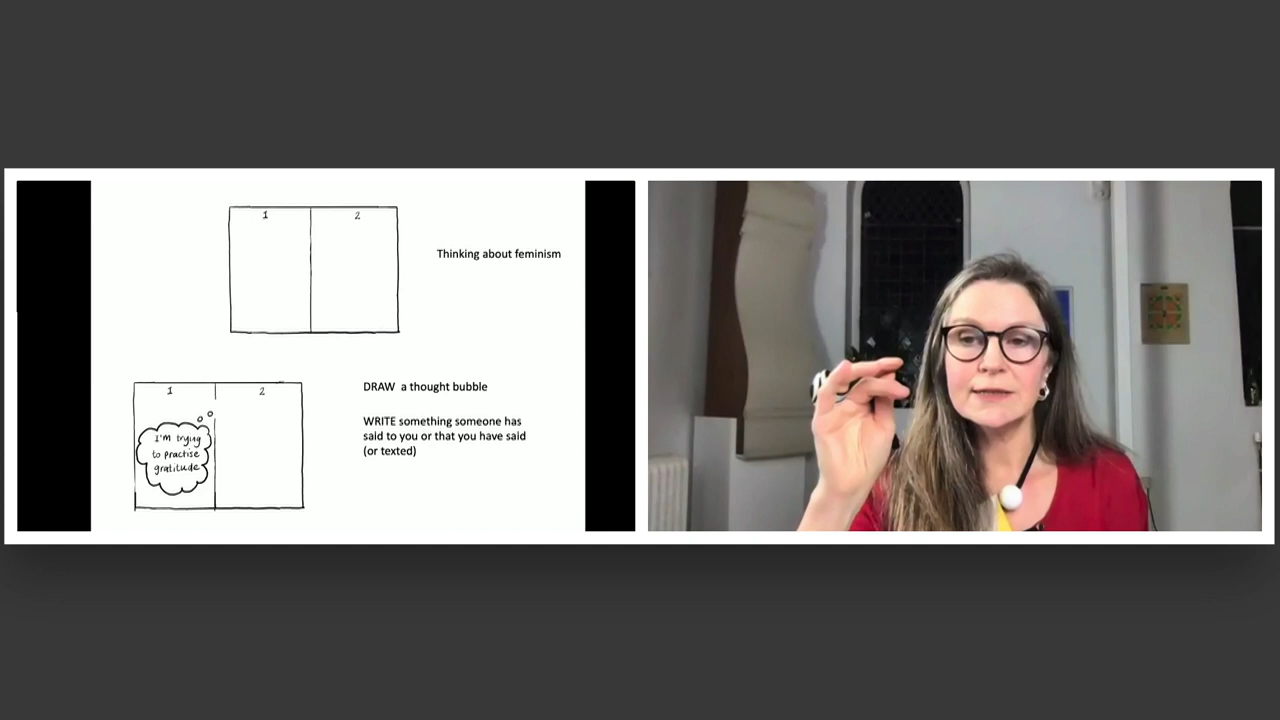 1 2
Thinking about feminism
1 2
I'm trying
to practise
gratitude
DRAW a thought bubble
WRITE something someone has
said to you or that you have said
(or texted)